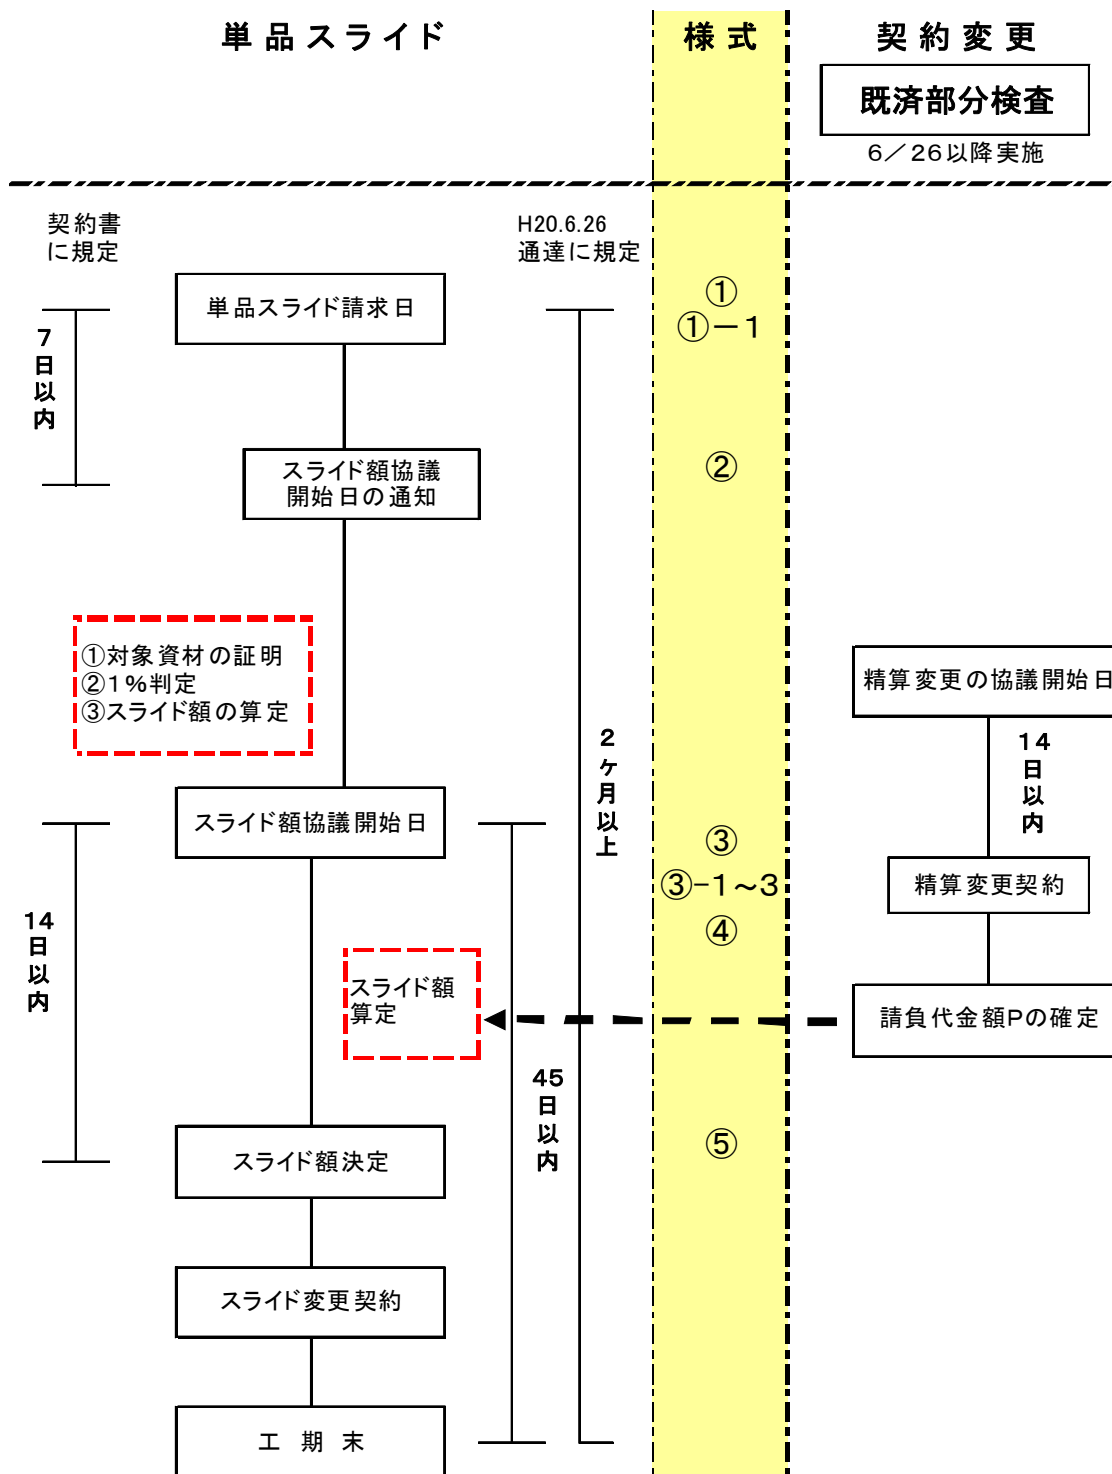 単品スライド
様式
契約変更
既済部分検査
6／26以降実施
契約書
に規定
H20.6.26
通達に規定
単品スライド請求日
①
①－1
7日以内
スライド額協議
開始日の通知
②
①対象資材の証明
②1％判定
③スライド額の算定
精算変更の協議開始日
2ヶ月以上
14日以内
スライド額協議開始日
③
③-1～3
精算変更契約
④
14日以内
スライド額
算定
請負代金額Pの確定
45日以内
⑤
スライド額決定
スライド変更契約
工期末